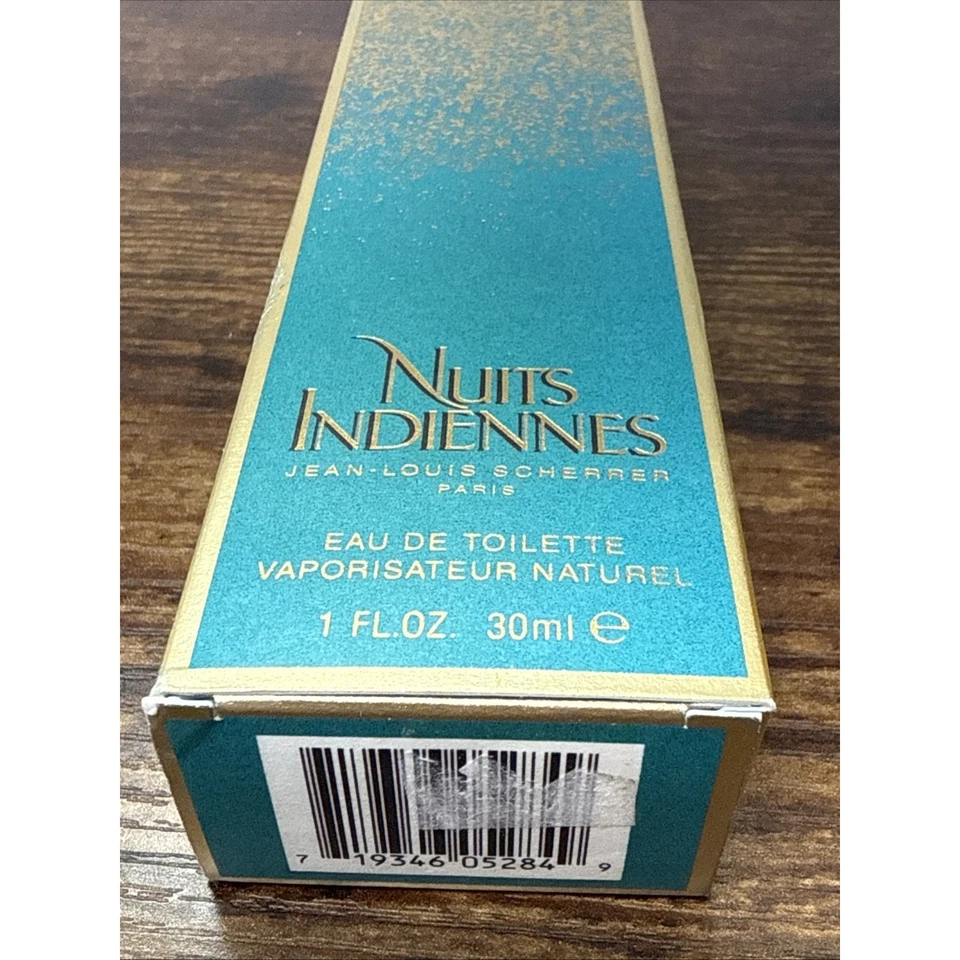 NUITS
INDIENNES
JEAN-LOUIS SCHERRER
PARIS
EAU DE TOILETTE
VAPORISATEUR NATUREL
1 FL.OZ. 30ml e
7 19346 05284 9